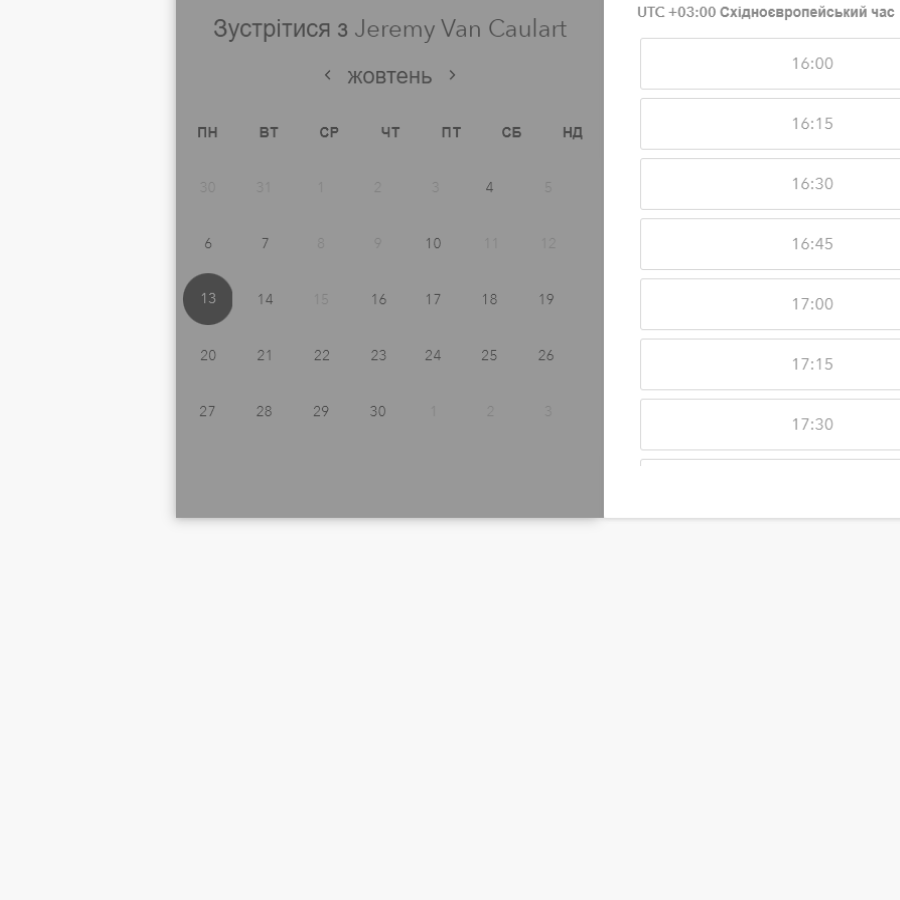 Зустрітися з Jeremy Van Caulart
‹ жовтень ›
ПН ВТ СР ЧТ ПТ СБ НД
30 31 1 2 3 4 5
6 7 8 9 10 11 12
13 14 15 16 17 18 19
20 21 22 23 24 25 26
27 28 29 30 1 2 3
UTC +03:00 Східноєвропейський час
16:00
16:15
16:30
16:45
17:00
17:15
17:30